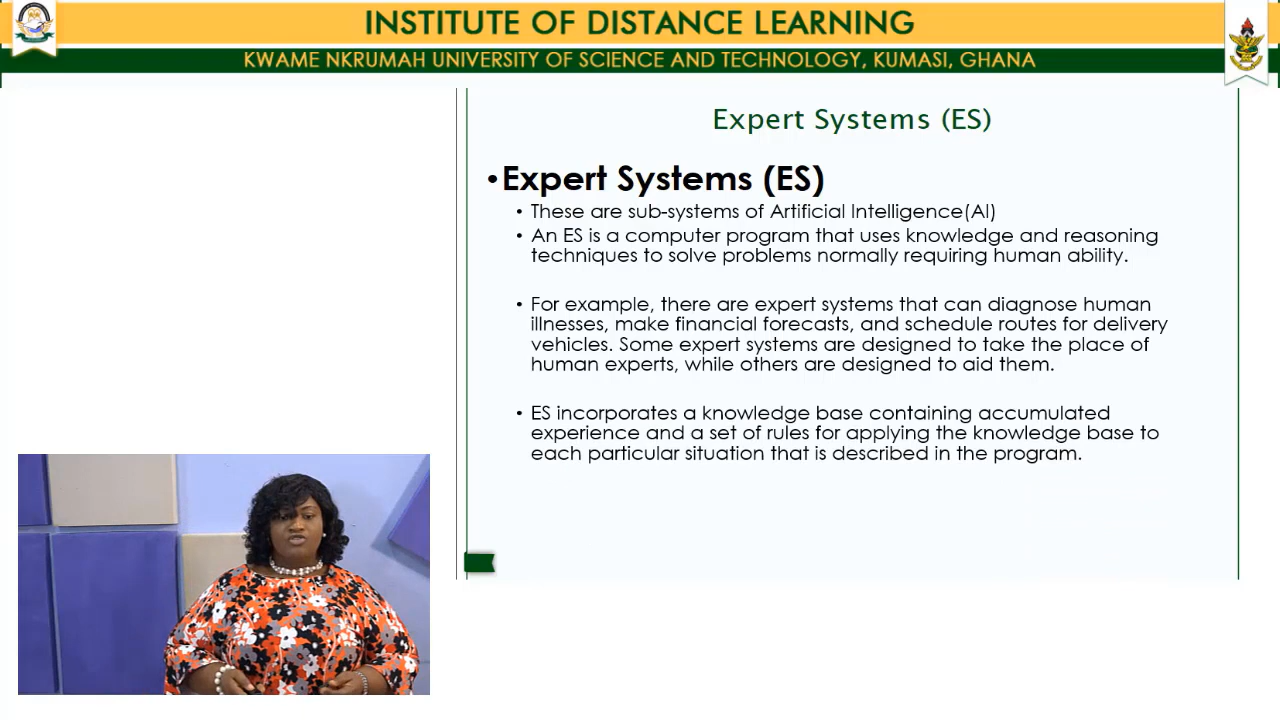 INSTITUTE OF DISTANCE LEARNING
KWAME NKRUMAH UNIVERSITY OF SCIENCE AND TECHNOLOGY, KUMASI, GHANA
Expert Systems (ES)
•Expert Systems (ES)
• These are sub-systems of Artificial Intelligence(AI)
• An ES is a computer program that uses knowledge and reasoning
techniques to solve problems normally requiring human ability.
• For example, there are expert systems that can diagnose human
illnesses, make financial forecasts, and schedule routes for delivery
vehicles. Some expert systems are designed to take the place of
human experts, while others are designed to aid them.
• ES incorporates a knowledge base containing accumulated
experience and a set of rules for applying the knowledge base to
each particular situation that is described in the program.